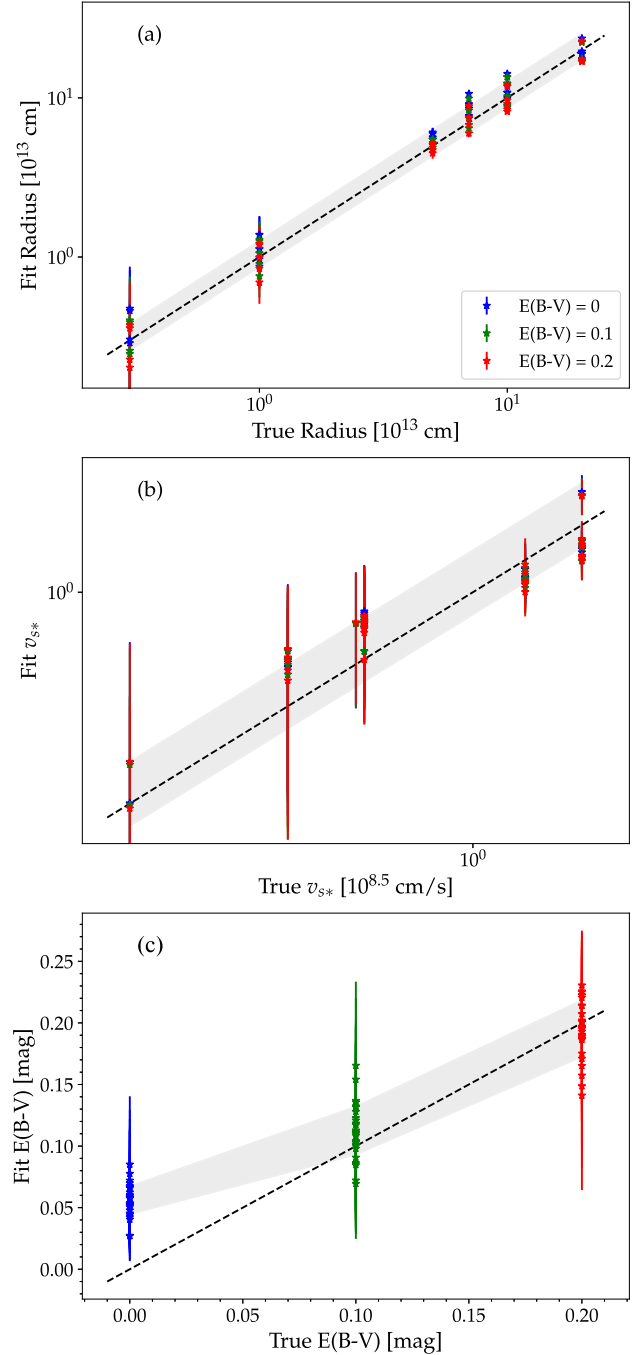 (a)
Fit Radius [10^13 cm]
10^1
10^0
E(B-V) = 0
E(B-V) = 0.1
E(B-V) = 0.2
10^0
10^1
True Radius [10^13 cm]
(b)
Fit v_s*
10^0
10^0
True v_s* [10^8.5 cm/s]
(c)
Fit E(B-V) [mag]
0.25
0.20
0.15
0.10
0.05
0.00
0.00
0.05
0.10
0.15
0.20
True E(B-V) [mag]